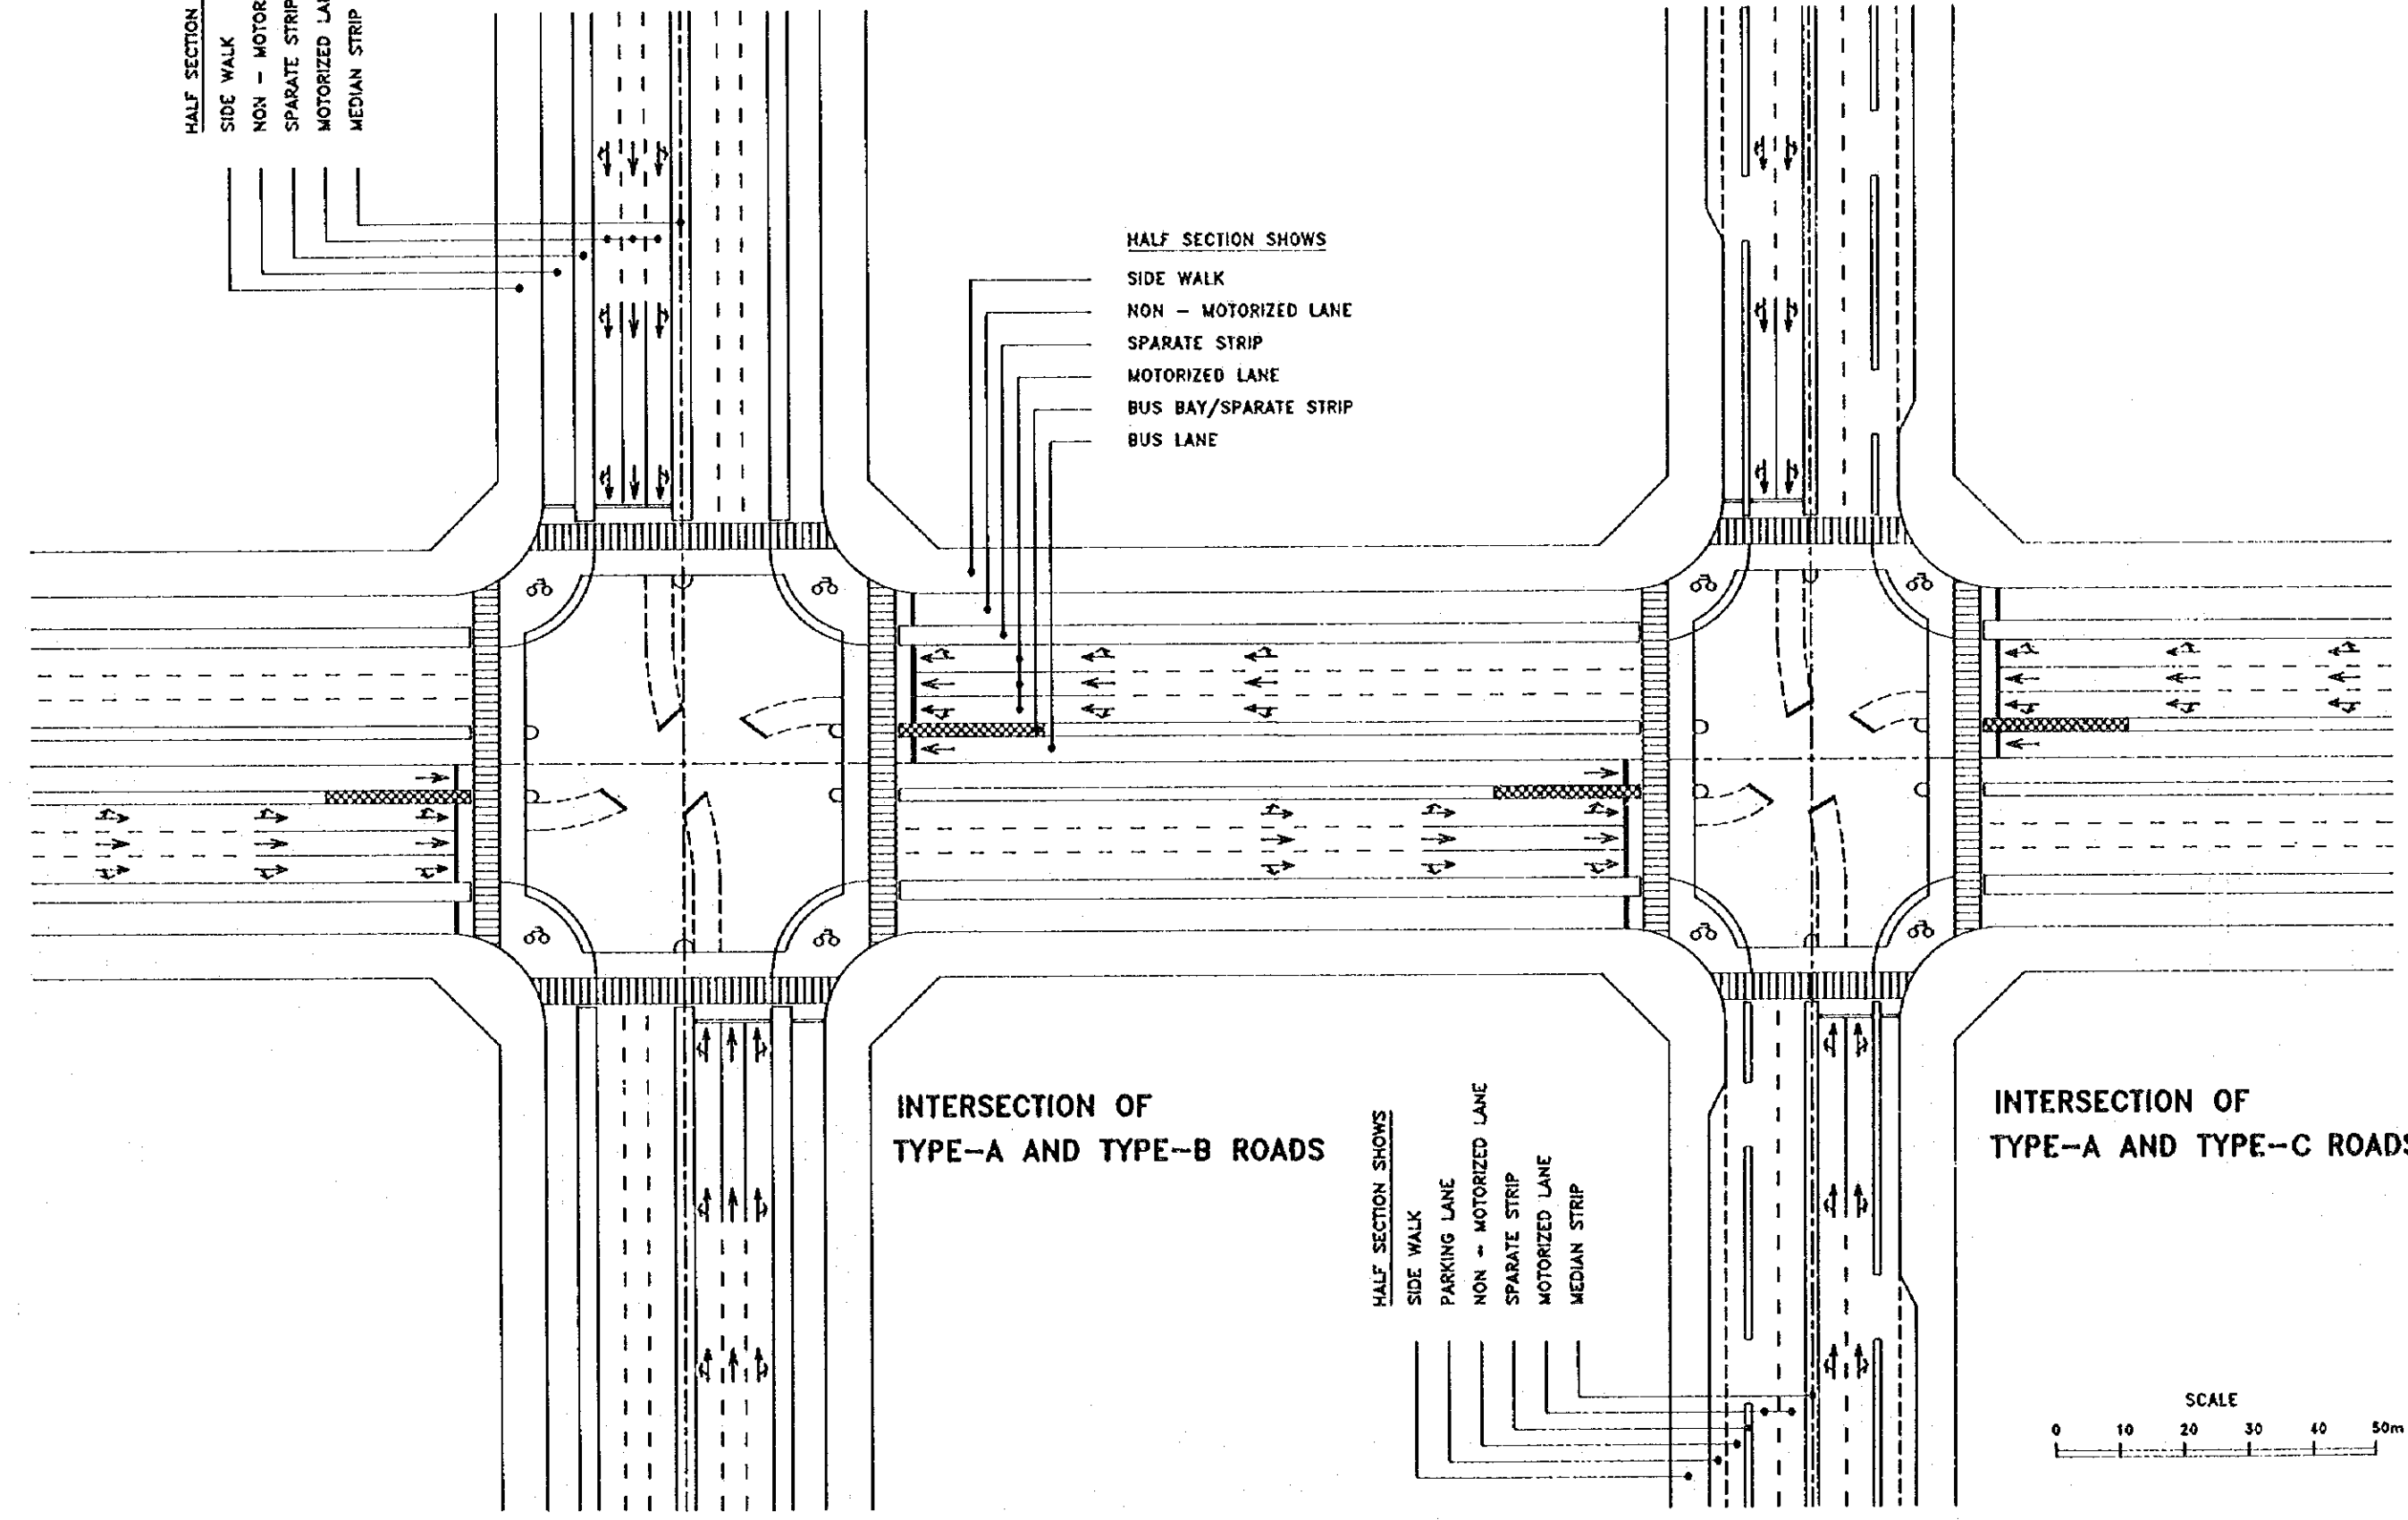 HALF SECTION
SIDE WALK
NON - MOTOR
SPARATE STRIP
MOTORIZED LA
MEDIAN STRIP
HALF SECTION SHOWS
SIDE WALK
NON - MOTORIZED LANE
SPARATE STRIP
MOTORIZED LANE
BUS BAY/SPARATE STRIP
BUS LANE
INTERSECTION OF
TYPE-A AND TYPE-B ROADS
HALF SECTION SHOWS
SIDE WALK
PARKING LANE
NON - MOTORIZED LANE
SPARATE STRIP
MOTORIZED LANE
MEDIAN STRIP
INTERSECTION OF
TYPE-A AND TYPE-C ROADS
SCALE
0 10 20 30 40 50m